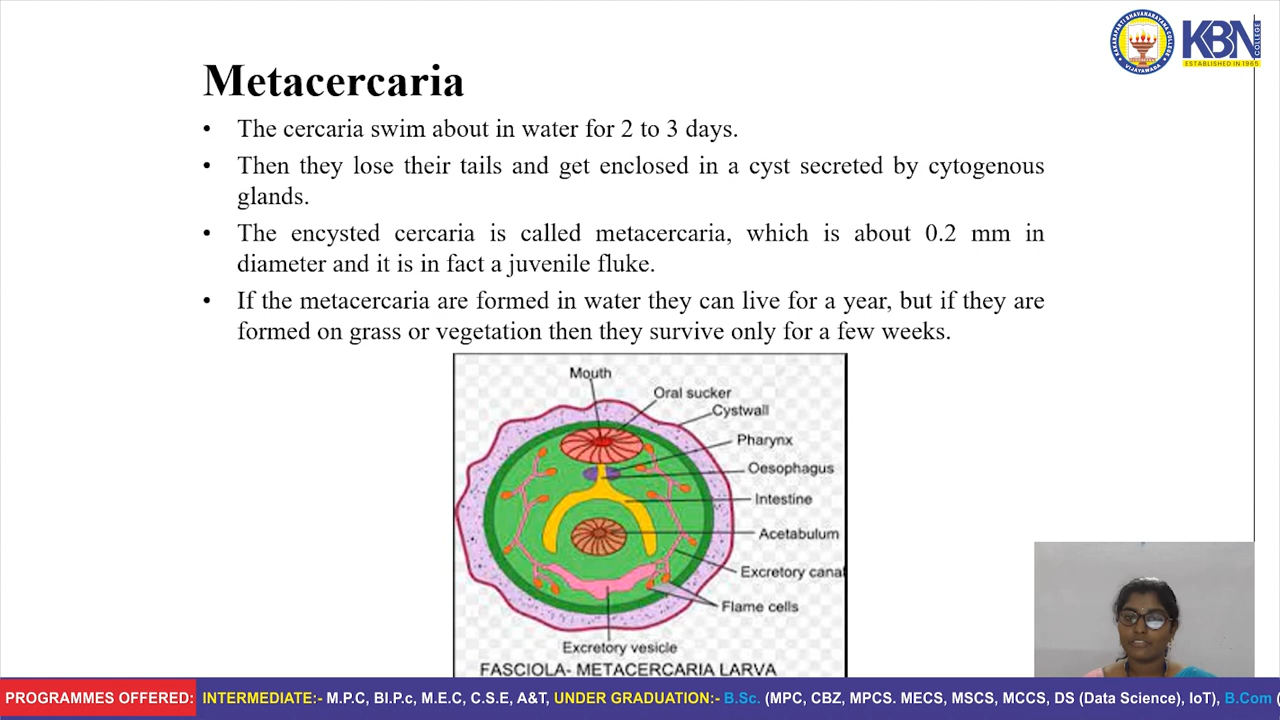 KAKARAPARTI BHAVANARAYANA COLLEGE
VIJAYAWADA
KBN
COLLEGE
ESTABLISHED IN 1965
Metacercaria
• The cercaria swim about in water for 2 to 3 days.
• Then they lose their tails and get enclosed in a cyst secreted by cytogenous
glands.
• The encysted cercaria is called metacercaria, which is about 0.2 mm in
diameter and it is in fact a juvenile fluke.
• If the metacercaria are formed in water they can live for a year, but if they are
formed on grass or vegetation then they survive only for a few weeks.
Mouth
Oral sucker
Cystwall
Pharynx
Oesophagus
Intestine
Acetabulum
Excretory canal
Flame cells
Excretory vesicle
FASCIOLA- METACERCARIA LARVA
PROGRAMMES OFFERED: INTERMEDIATE:- M.P.C, BI.P.c, M.E.C, C.S.E, A&T, UNDER GRADUATION:- B.Sc. (MPC, CBZ, MPCS. MECS, MSCS, MCCS, DS (Data Science), IoT), B.Com (